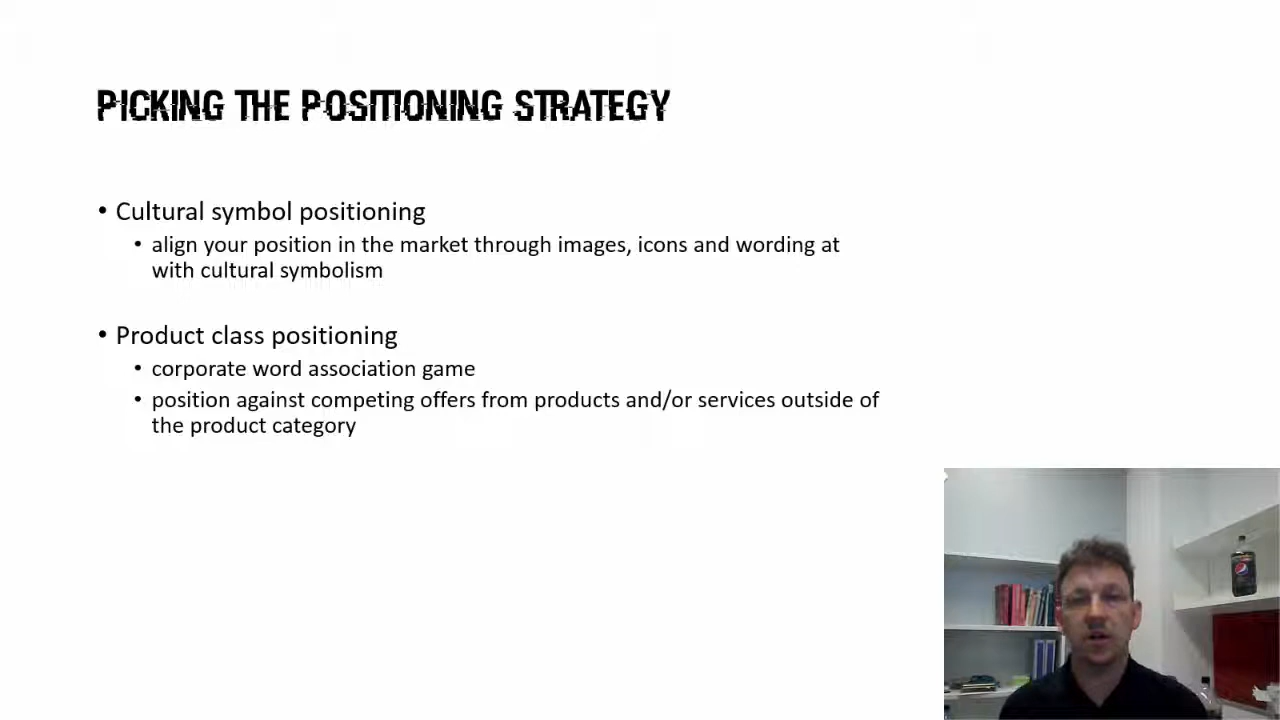 PICKING THE POSITIONING STRATEGY
• Cultural symbol positioning
• align your position in the market through images, icons and wording at
with cultural symbolism
• Product class positioning
• corporate word association game
• position against competing offers from products and/or services outside of
the product category